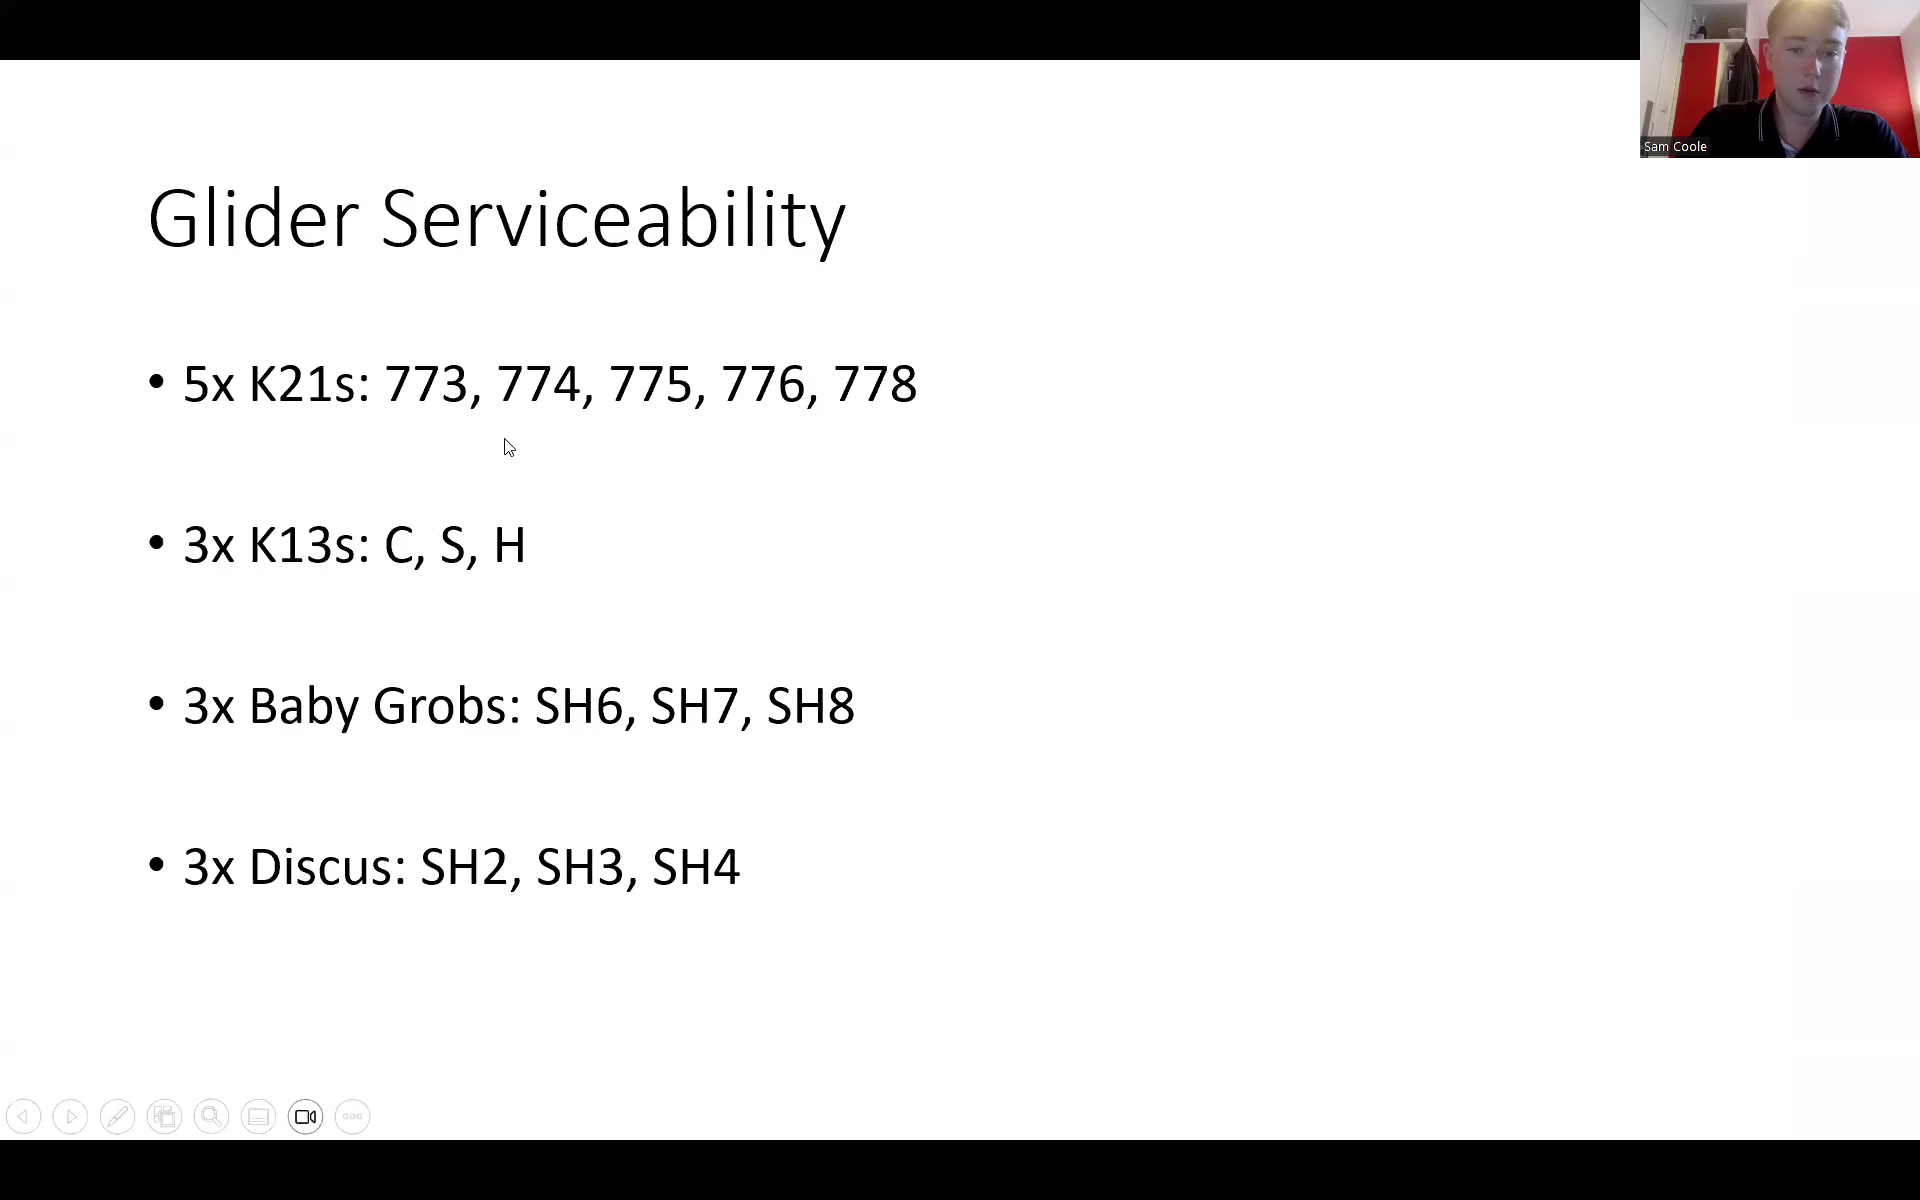 Sam Coole
Glider Serviceability
• 5x K21s: 773, 774, 775, 776, 778
• 3x K13s: C, S, H
• 3x Baby Grobs: SH6, SH7, SH8
• 3x Discus: SH2, SH3, SH4